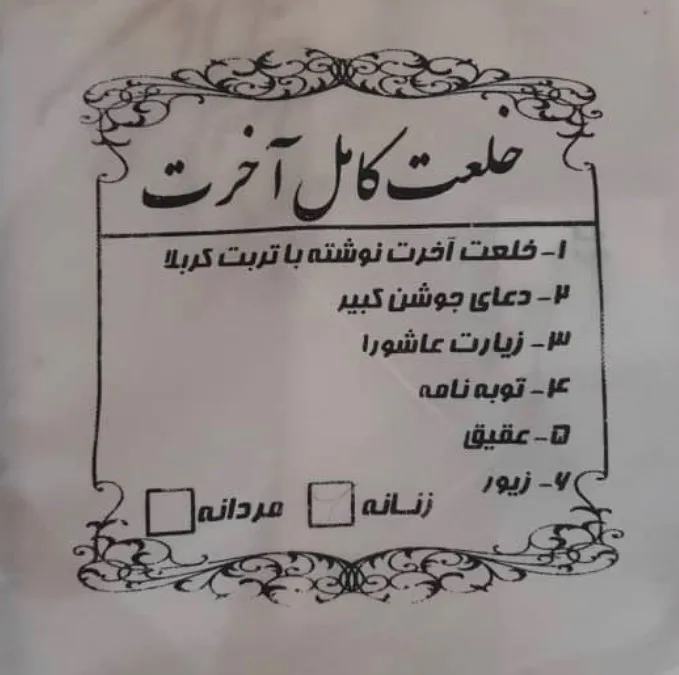 خلعت کامل آخرت
۱- خلعت آخرت نوشته با تربت کربلا
۲- دعای جوشن کبیر
۳- زیارت عاشورا
۴- توبه نامه
۵- عقیق
۶- زیور
زنانه مردانه